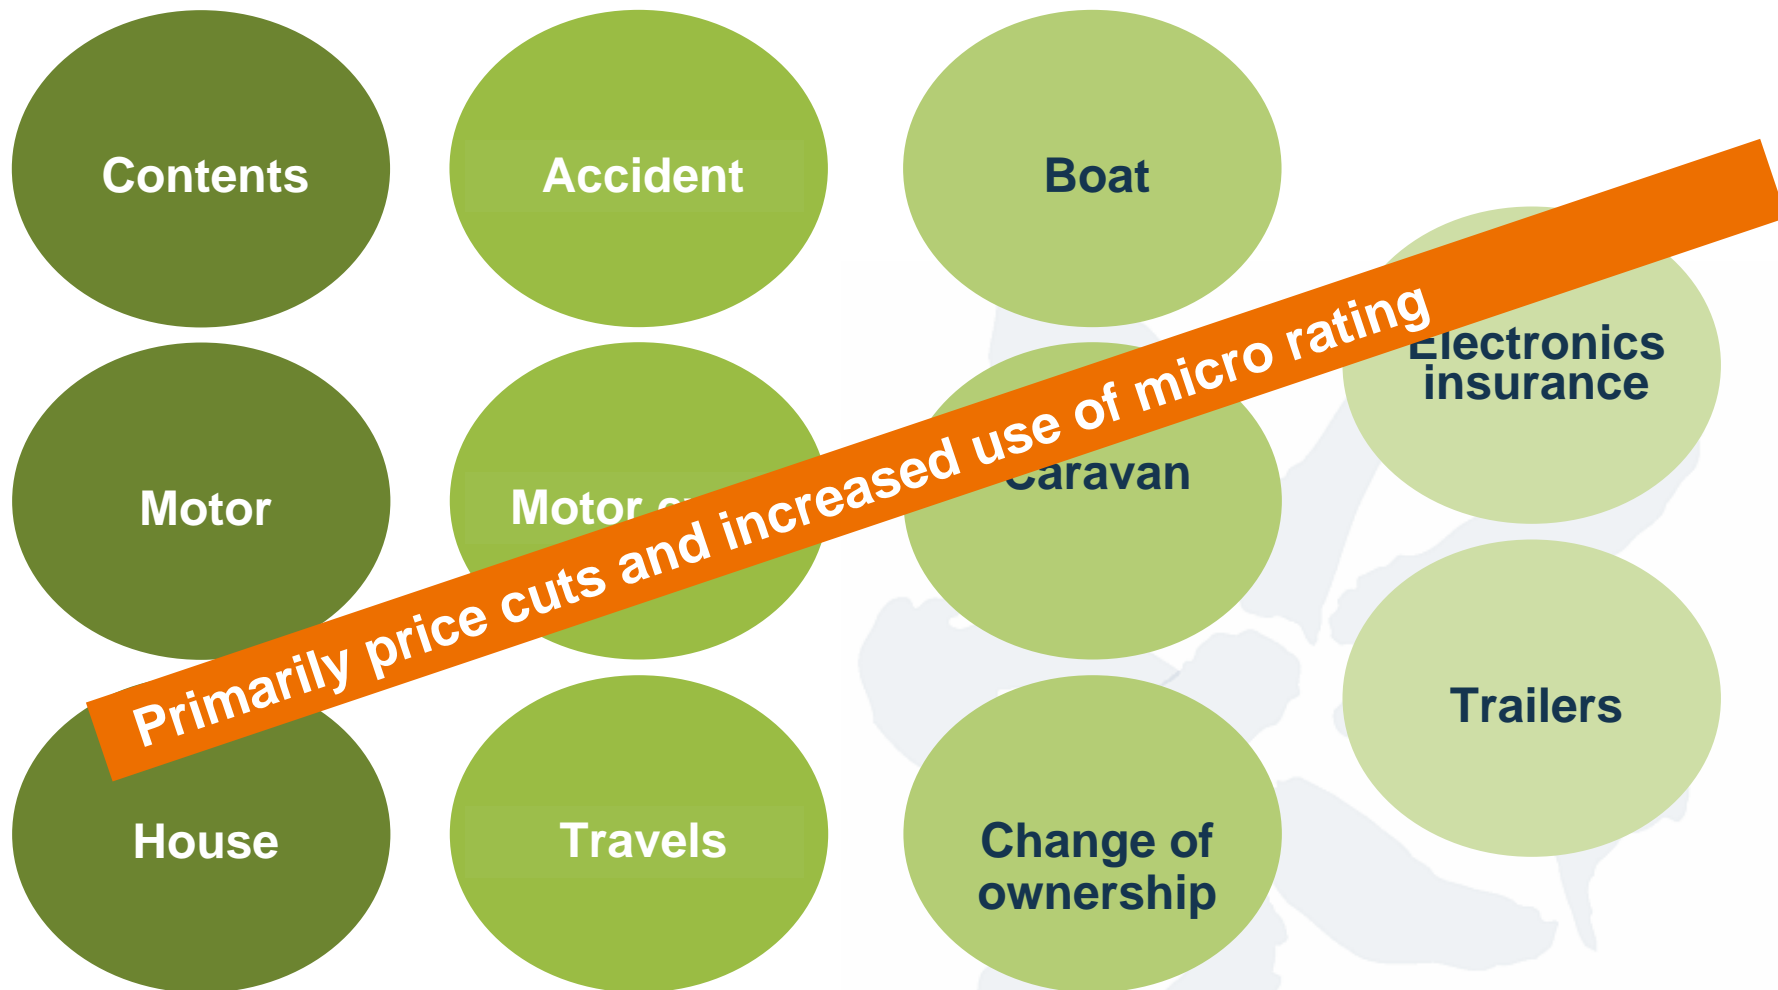 Contents
Accident
Boat
Electronics
insurance
Motor
Motor
Caravan
Primarily price cuts and increased use of micro rating
Trailers
House
Travels
Change of
ownership